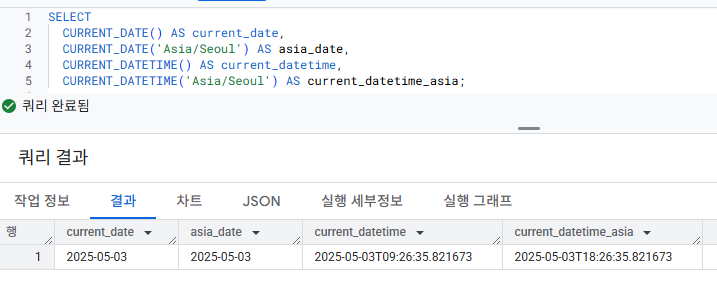 1 SELECT
2 CURRENT_DATE() AS current_date,
3 CURRENT_DATE('Asia/Seoul') AS asia_date,
4 CURRENT_DATETIME() AS current_datetime,
5 CURRENT_DATETIME('Asia/Seoul') AS current_datetime_asia;
쿼리 완료됨
쿼리 결과
작업 정보 결과 차트 JSON 실행 세부정보 실행 그래프
행 current_date asia_date current_datetime current_datetime_asia
1 2025-05-03 2025-05-03 2025-05-03T09:26:35.821673 2025-05-03T18:26:35.821673